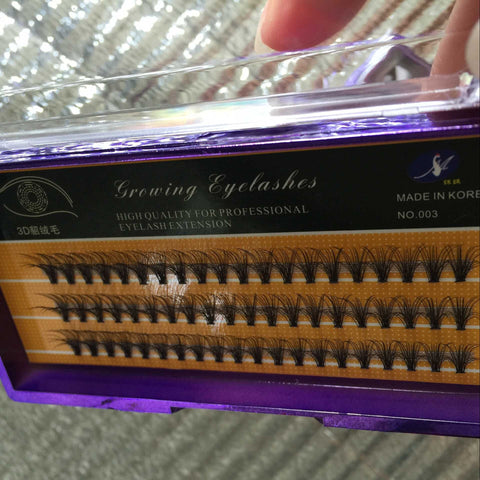 Growing Eyelashes
HIGH QUALITY FOR PROFESSIONAL
EYELASH EXTENSION
3D貂绒毛
MADE IN KORE
NO.003